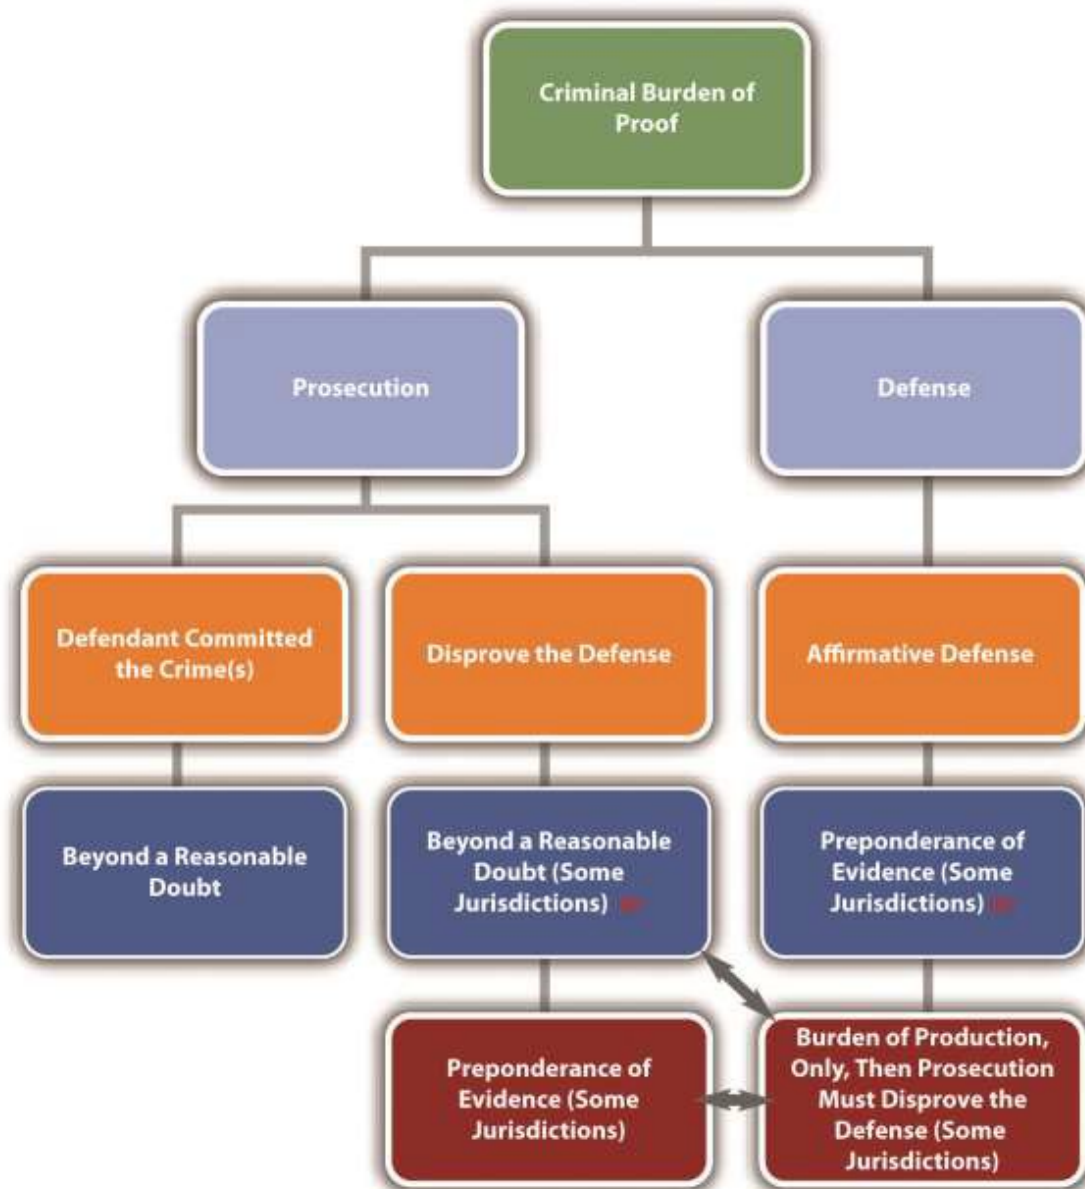 Criminal Burden of
Proof
Prosecution
Defense
Defendant Committed
the Crime(s)
Disprove the Defense
Affirmative Defense
Beyond a Reasonable
Doubt
Beyond a Reasonable
Doubt (Some
Jurisdictions)
Preponderance of
Evidence (Some
Jurisdictions)
Preponderance of
Evidence (Some
Jurisdictions)
Burden of Production,
Only, Then Prosecution
Must Disprove the
Defense (Some
Jurisdictions)